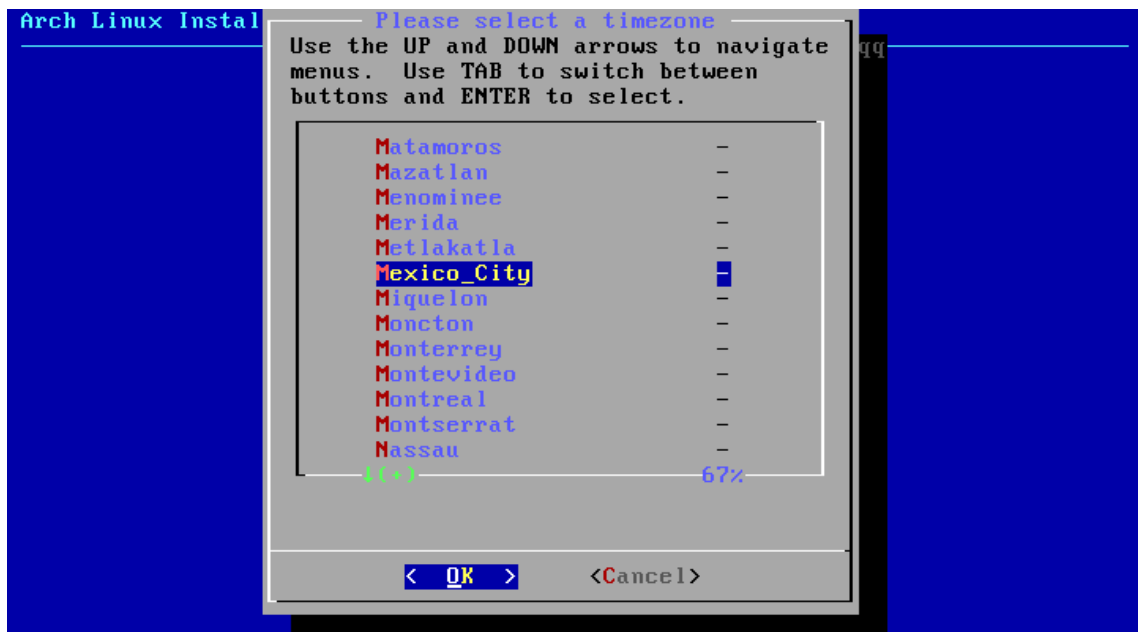 Arch Linux Instal
Please select a timezone
qq
Use the UP and DOWN arrows to navigate
menus.  Use TAB to switch between
buttons and ENTER to select.
Matamoros –
Mazatlan –
Menominee –
Merida –
Metlakatla –
Mexico_City –
Miquelon –
Moncton –
Monterrey –
Montevideo –
Montreal –
Montserrat –
Nassau –
↓(+) 67%
< OK > <Cancel>